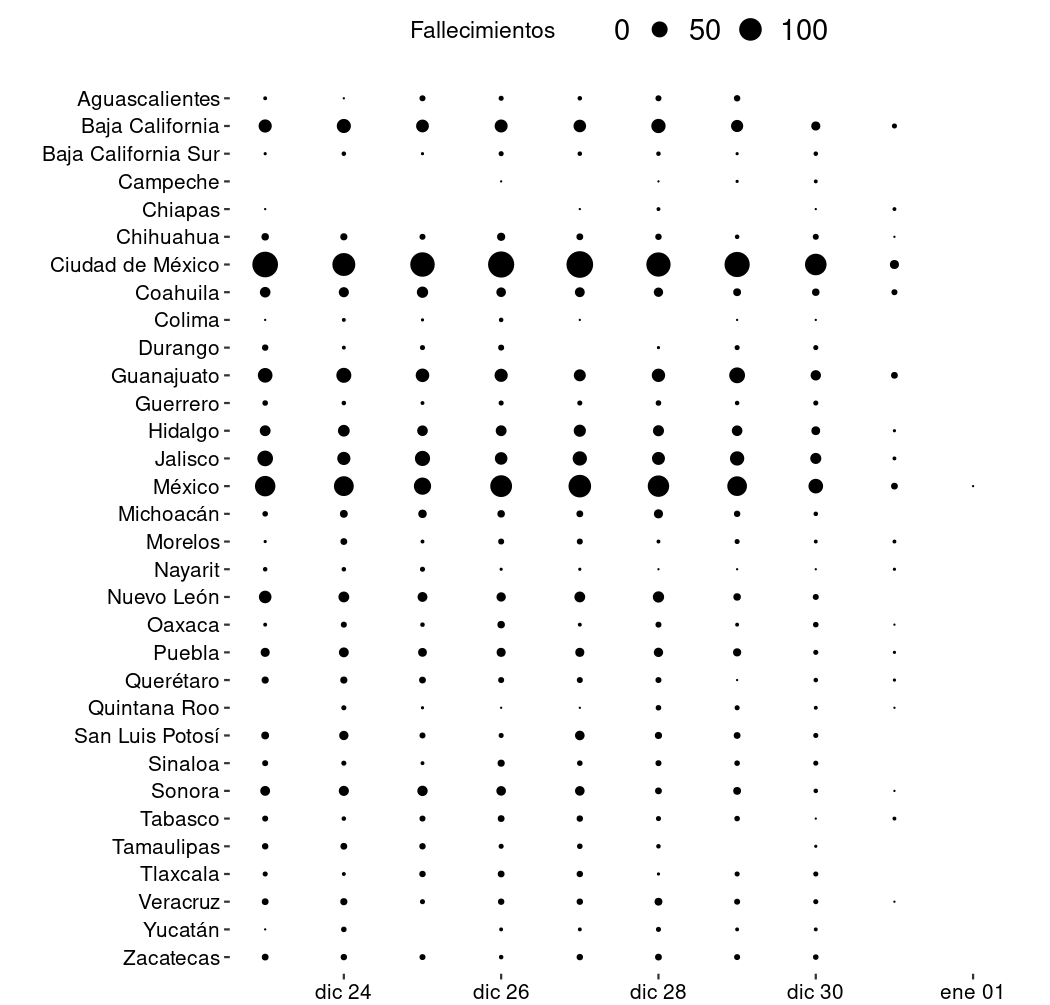 Fallecimientos 0 50 100
Aguascalientes
Baja California
Baja California Sur
Campeche
Chiapas
Chihuahua
Ciudad de México
Coahuila
Colima
Durango
Guanajuato
Guerrero
Hidalgo
Jalisco
México
Michoacán
Morelos
Nayarit
Nuevo León
Oaxaca
Puebla
Querétaro
Quintana Roo
San Luis Potosí
Sinaloa
Sonora
Tabasco
Tamaulipas
Tlaxcala
Veracruz
Yucatán
Zacatecas
dic 24 dic 26 dic 28 dic 30 ene 01